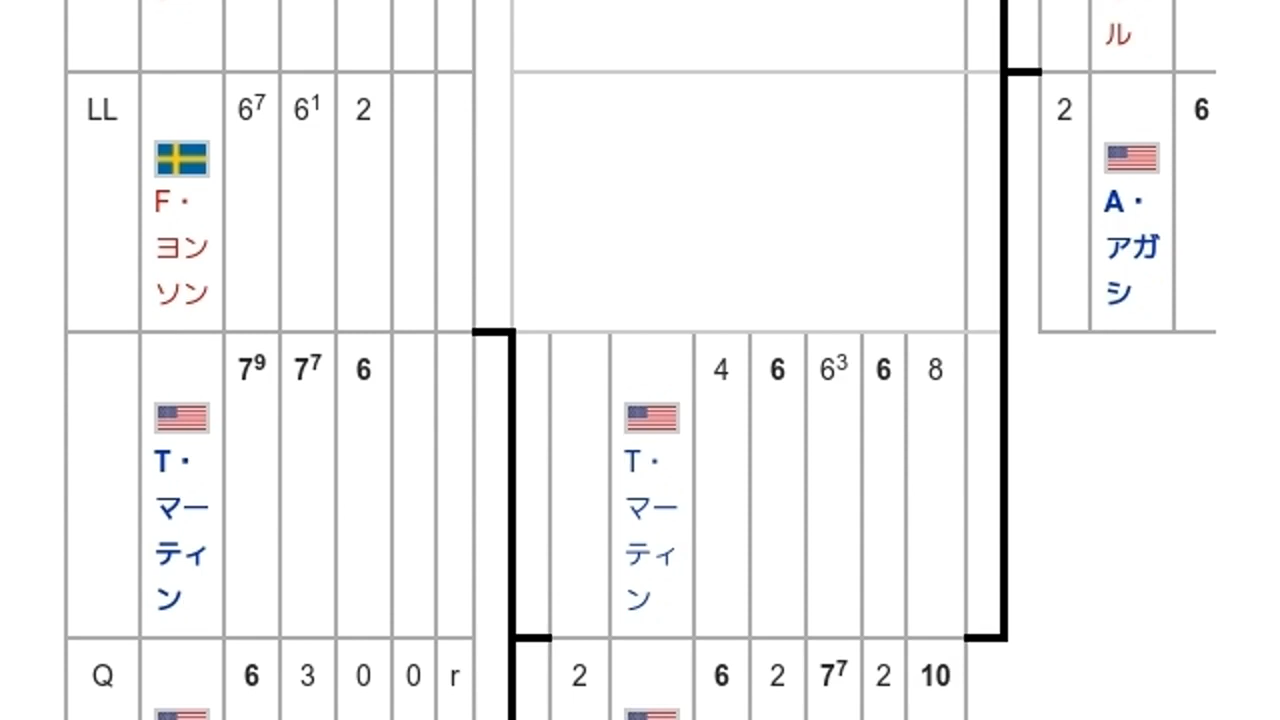 ル
LL 6⁷ 6¹ 2
F・
ヨン
ソン
2 6
A・
アガ
シ
7⁹ 7⁷ 6
T・
マー
ティ
ン
4 6 6³ 6 8
T・
マー
ティ
ン
Q 6 3 0 0 r
2 6 2 7⁷ 2 10